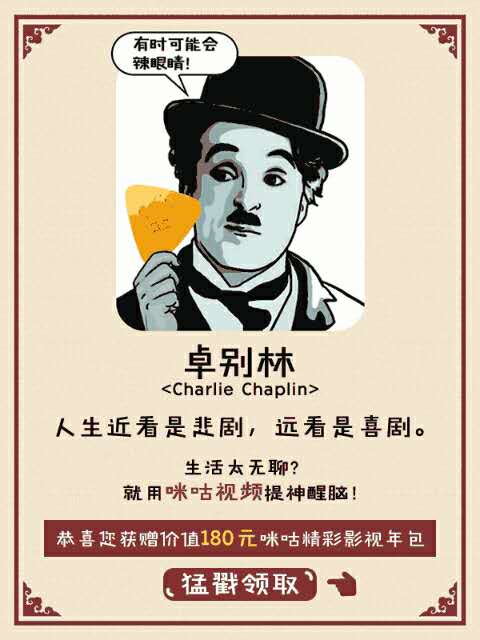 有时可能会
辣眼睛!
卓别林
<Charlie Chaplin>
人生近看是悲剧，远看是喜剧。
生活太无聊?
就用咪咕视频提神醒脑!
恭喜您获赠价值180元咪咕精彩影视年包
猛戳领取